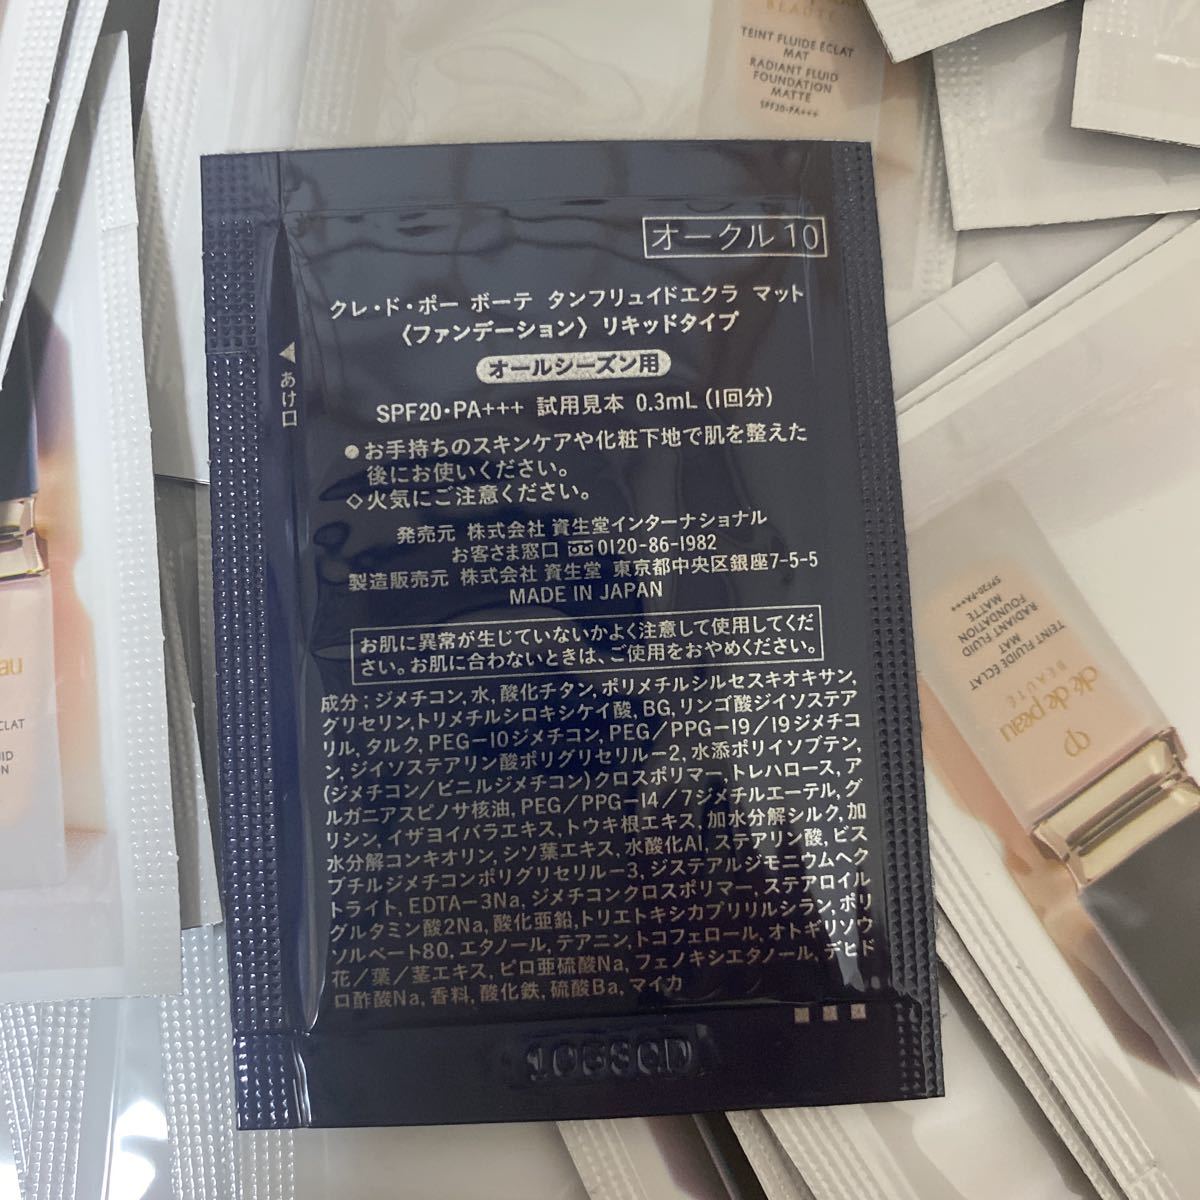 オークル10
クレ・ド・ポー ボーテ タンフリュイドエクラ マット
〈ファンデーション〉リキッドタイプ
オールシーズン用
SPF20・PA+++ 試用見本 0.3mL (1回分)
●お手持ちのスキンケアや化粧下地で肌を整えた
後にお使いください。
◇火気にご注意ください。
◀あけ口
発売元 株式会社 資生堂インターナショナル
お客さま窓口 0120-86-1982
製造販売元 株式会社 資生堂 東京都中央区銀座7-5-5
MADE IN JAPAN
お肌に異常が生じていないかよく注意して使用してくだ
さい。お肌に合わないときは、ご使用をおやめください。
成分：ジメチコン, 水, 酸化チタン, ポリメチルシルセスキオキサン,
グリセリン, トリメチルシロキシケイ酸, BG, リンゴ酸ジイソステア
リル, タルク, PEG-10ジメチコン, PEG／PPG-19／19ジメチコ
ン, ジイソステアリン酸ポリグリセリル-2, 水添ポリイソブテン,
(ジメチコン／ビニルジメチコン)クロスポリマー, トレハロース, ア
ルガニアスピノサ核油, PEG／PPG-14／7ジメチルエーテル, グ
リシン, イザヨイバラエキス, トウキ根エキス, 加水分解シルク, 加
水分解コンキオリン, シソ葉エキス, 水酸化Al, ステアリン酸, ビス
ブチルジメチコンポリグリセリル-3, ジステアルジモニウムヘク
トライト, EDTA-3Na, ジメチコンクロスポリマー, ステアロイル
グルタミン酸2Na, 酸化亜鉛, トリエトキシカプリリルシラン, ポリ
ソルベート80, エタノール, テアニン, トコフェロール, オトギリソウ
花／葉／茎エキス, ピロ亜硫酸Na, フェノキシエタノール, デヒド
ロ酢酸Na, 香料, 酸化鉄, 硫酸Ba, マイカ
BEAUTÉ
TEINT FLUIDE ÉCLAT
MAT
RADIANT FLUID
FOUNDATION
MATTE
SPF20・PA+++
clé de peau
BEAUTÉ
TEINT FLUIDE ÉCLAT
MAT
RADIANT FLUID
FOUNDATION
MATTE
SPF20・PA+++